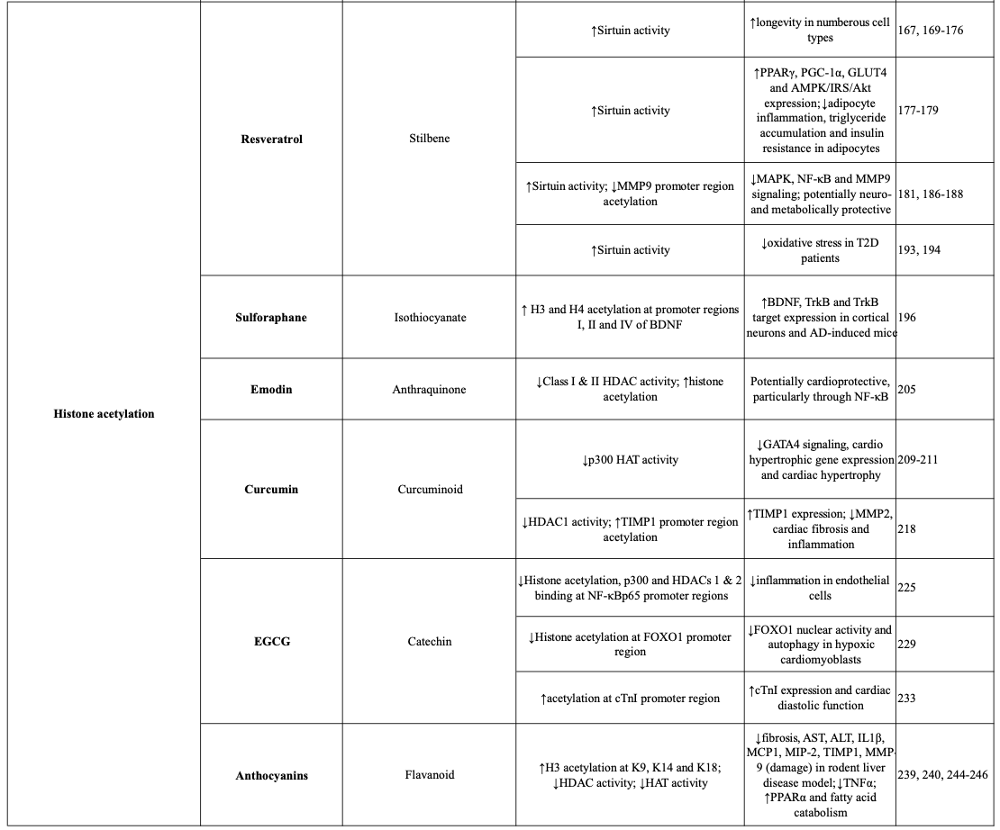 Histone acetylation
Resveratrol
Stilbene
↑Sirtuin activity
↑longevity in numberous cell
types
167, 169-176
↑Sirtuin activity
↑PPARγ, PGC-1α, GLUT4
and AMPK/IRS/Akt
expression; ↓adipocyte
inflammation, triglyceride
accumulation and insulin
resistance in adipocytes
177-179
↑Sirtuin activity; ↓MMP9 promoter region
acetylation
↓MAPK, NF-κB and MMP9
signaling; potentially neuro-
and metabolically protective
181, 186-188
↑Sirtuin activity
↓oxidative stress in T2D
patients
193, 194
Sulforaphane
Isothiocyanate
↑ H3 and H4 acetylation at promoter regions
I, II and IV of BDNF
↑BDNF, TrkB and TrkB
target expression in cortical
neurons and AD-induced mice
196
Emodin
Anthraquinone
↓Class I & II HDAC activity; ↑histone
acetylation
Potentially cardioprotective,
particularly through NF-κB
205
Curcumin
Curcuminoid
↓p300 HAT activity
↓GATA4 signaling, cardio
hypertrophic gene expression
and cardiac hypertrophy
209-211
↓HDAC1 activity; ↑TIMP1 promoter region
acetylation
↑TIMP1 expression; ↓MMP2,
cardiac fibrosis and
inflammation
218
EGCG
Catechin
↓Histone acetylation, p300 and HDACs 1 & 2
binding at NF-κBp65 promoter regions
↓inflammation in endothelial
cells
225
↓Histone acetylation at FOXO1 promoter
region
↓FOXO1 nuclear activity and
autophagy in hypoxic
cardiomyoblasts
229
↑acetylation at cTnI promoter region
↑cTnI expression and cardiac
diastolic function
233
Anthocyanins
Flavanoid
↑H3 acetylation at K9, K14 and K18;
↓HDAC activity; ↓HAT activity
↓fibrosis, AST, ALT, IL1β,
MCP1, MIP-2, TIMP1, MMP-
9 (damage) in rodent liver
disease model; ↓TNFα;
↑PPARα and fatty acid
catabolism
239, 240, 244-246